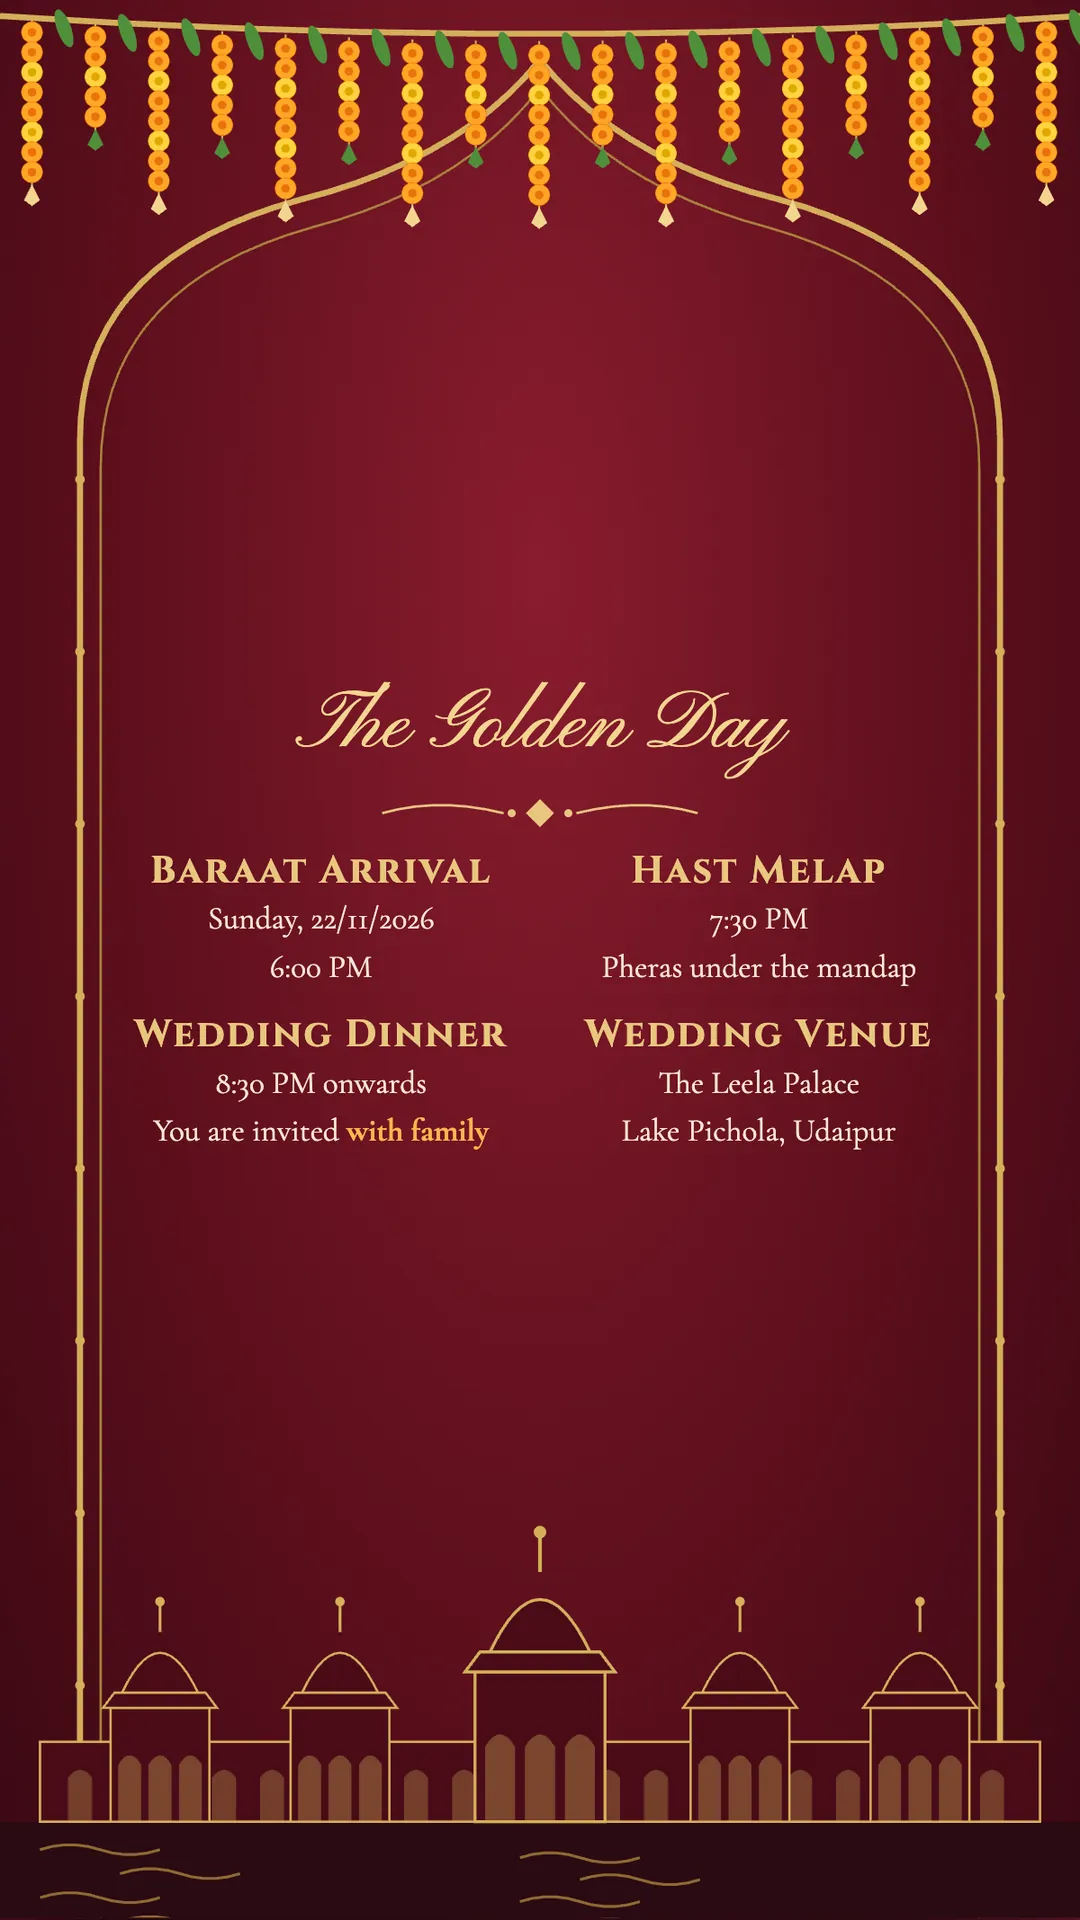 The Golden Day
Baraat Arrival
Sunday, 22/11/2026
6:00 PM
Hast Melap
7:30 PM
Pheras under the mandap
Wedding Dinner
8:30 PM onwards
You are invited with family
Wedding Venue
The Leela Palace
Lake Pichola, Udaipur